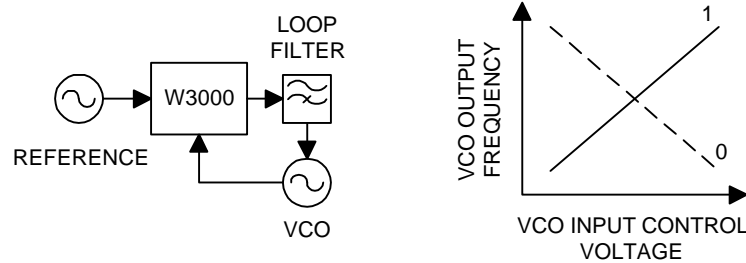 LOOP
FILTER
W3000
REFERENCE
VCO
VCO OUTPUT
FREQUENCY
1
0
VCO INPUT CONTROL
VOLTAGE